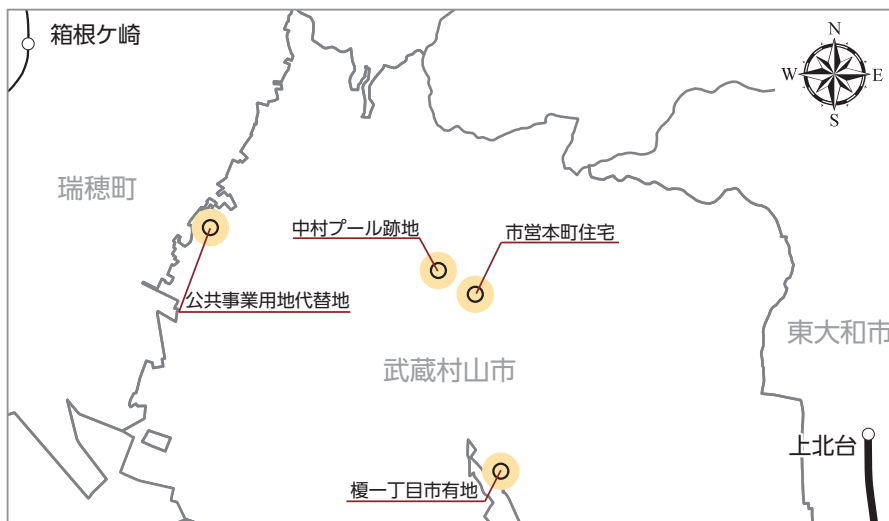 箱根ケ崎
N
W
E
S
瑞穂町
中村プール跡地
市営本町住宅
公共事業用地代替地
東大和市
武蔵村山市
上北台
榎一丁目市有地